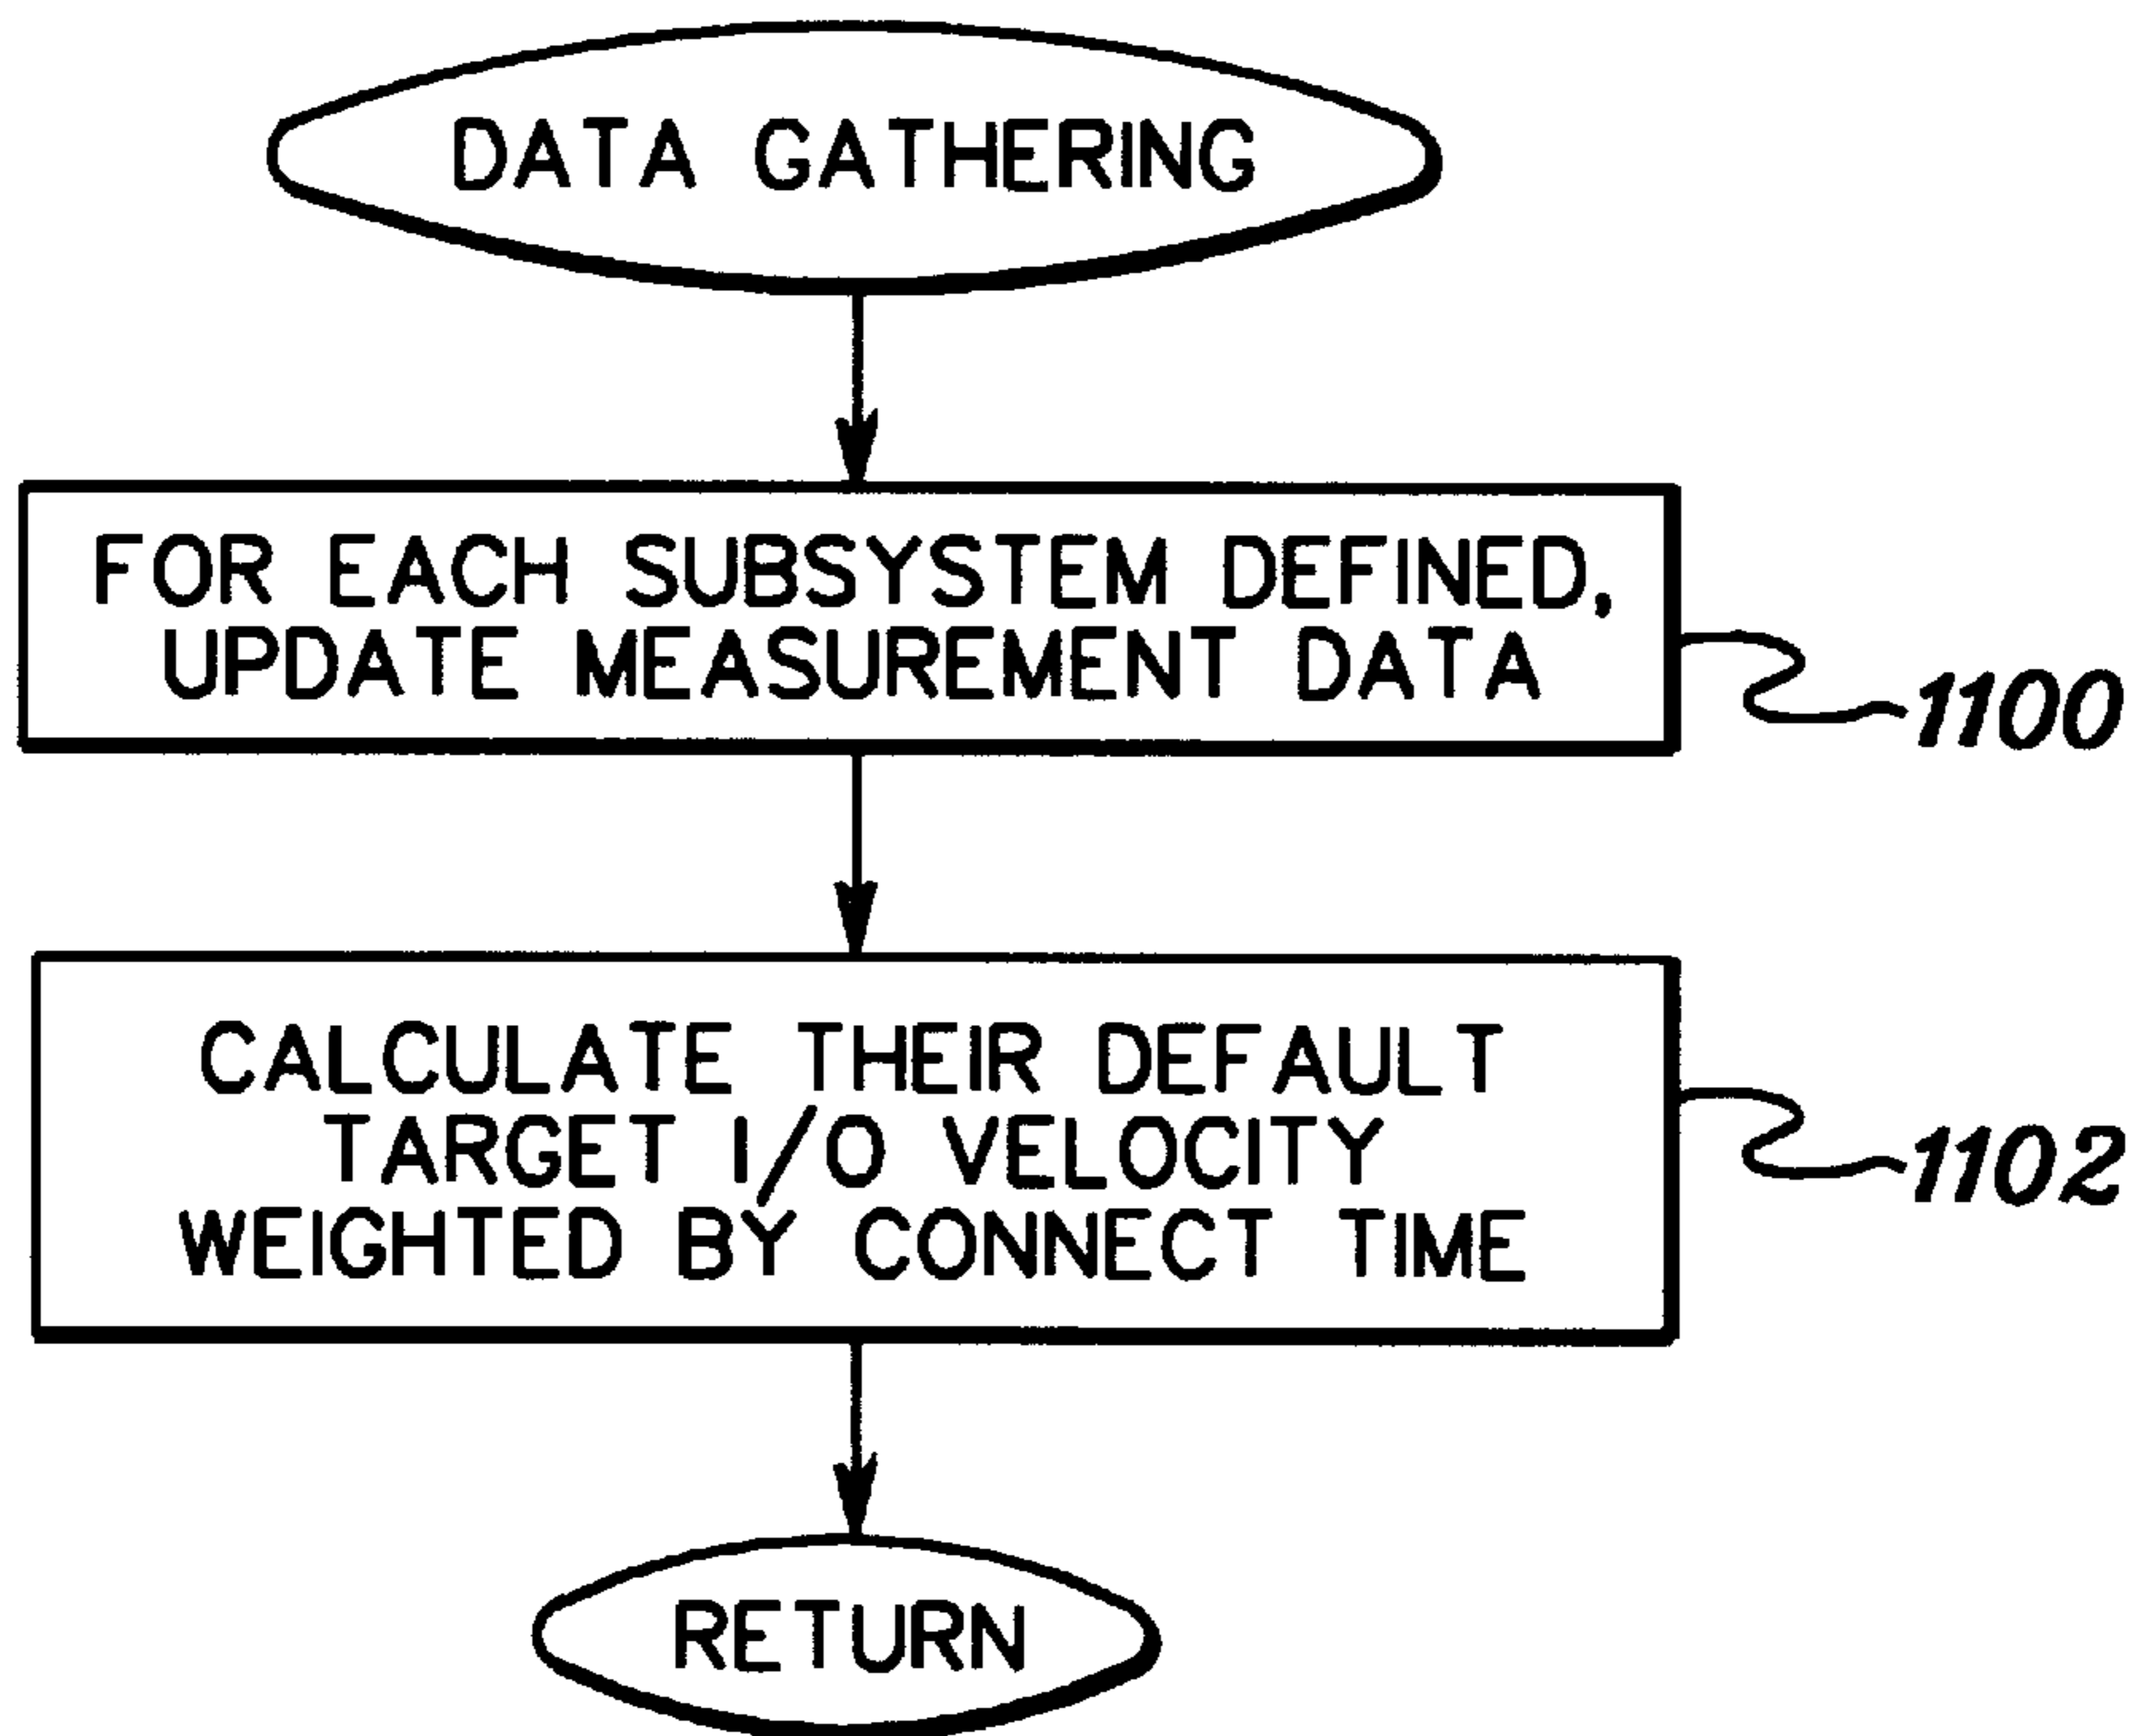 DATA GATHERING
FOR EACH SUBSYSTEM DEFINED,
UPDATE MEASUREMENT DATA
1100
CALCULATE THEIR DEFAULT
TARGET I/O VELOCITY
WEIGHTED BY CONNECT TIME
1102
RETURN